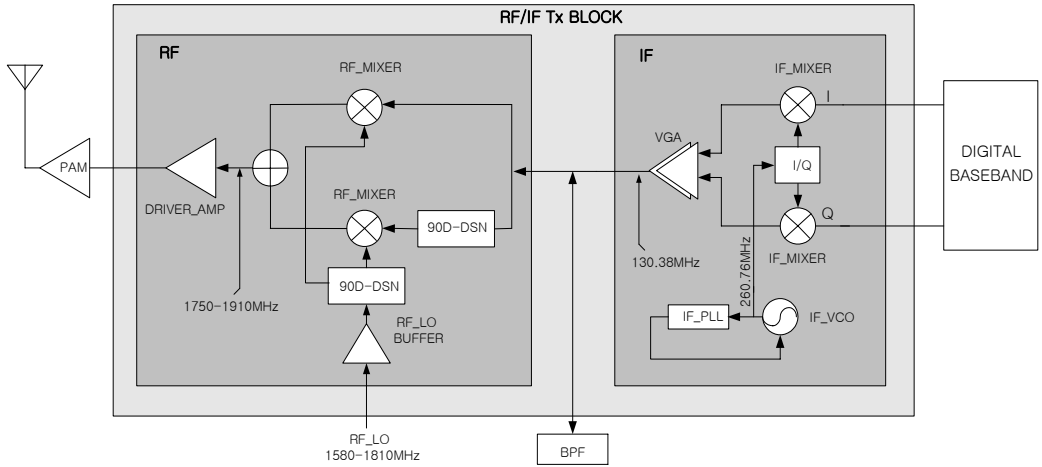 RF/IF Tx BLOCK
RF
IF
RF_MIXER
IF_MIXER
I
VGA
PAM
I/Q
DIGITAL
BASEBAND
DRIVER_AMP
RF_MIXER
90D-DSN
Q
IF_MIXER
130.38MHz
260.76MHz
1750-1910MHz
90D-DSN
RF_LO
BUFFER
IF_PLL
IF_VCO
RF_LO
1580-1810MHz
BPF